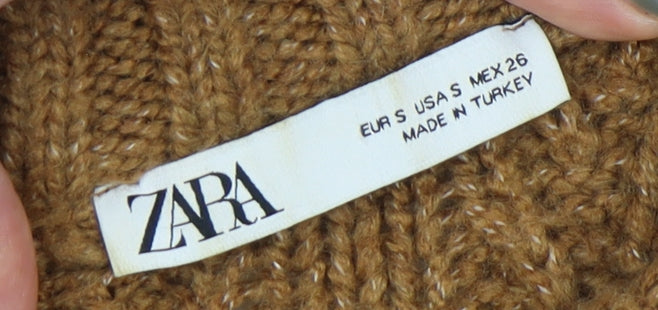 ZARA
EUR S USA S MEX 26
MADE IN TURKEY